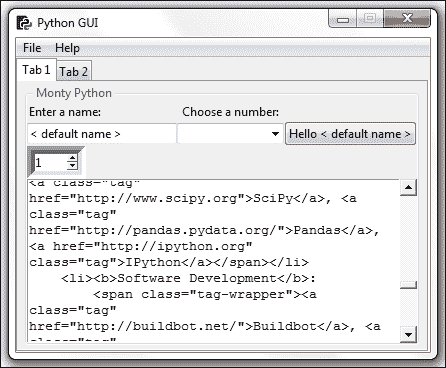 Python GUI
File Help
Tab 1 Tab 2
Monty Python
Enter a name: Choose a number:
< default name > Hello < default name >
1
<a class="tag"
href="http://www.scipy.org">SciPy</a>, <a
class="tag"
href="http://pandas.pydata.org/">Pandas</a>,
<a href="http://ipython.org"
class="tag">IPython</a></span></li>
<li><b>Software Development</b>:
<span class="tag-wrapper"><a
class="tag"
href="http://buildbot.net/">Buildbot</a>, <a
class="tag"